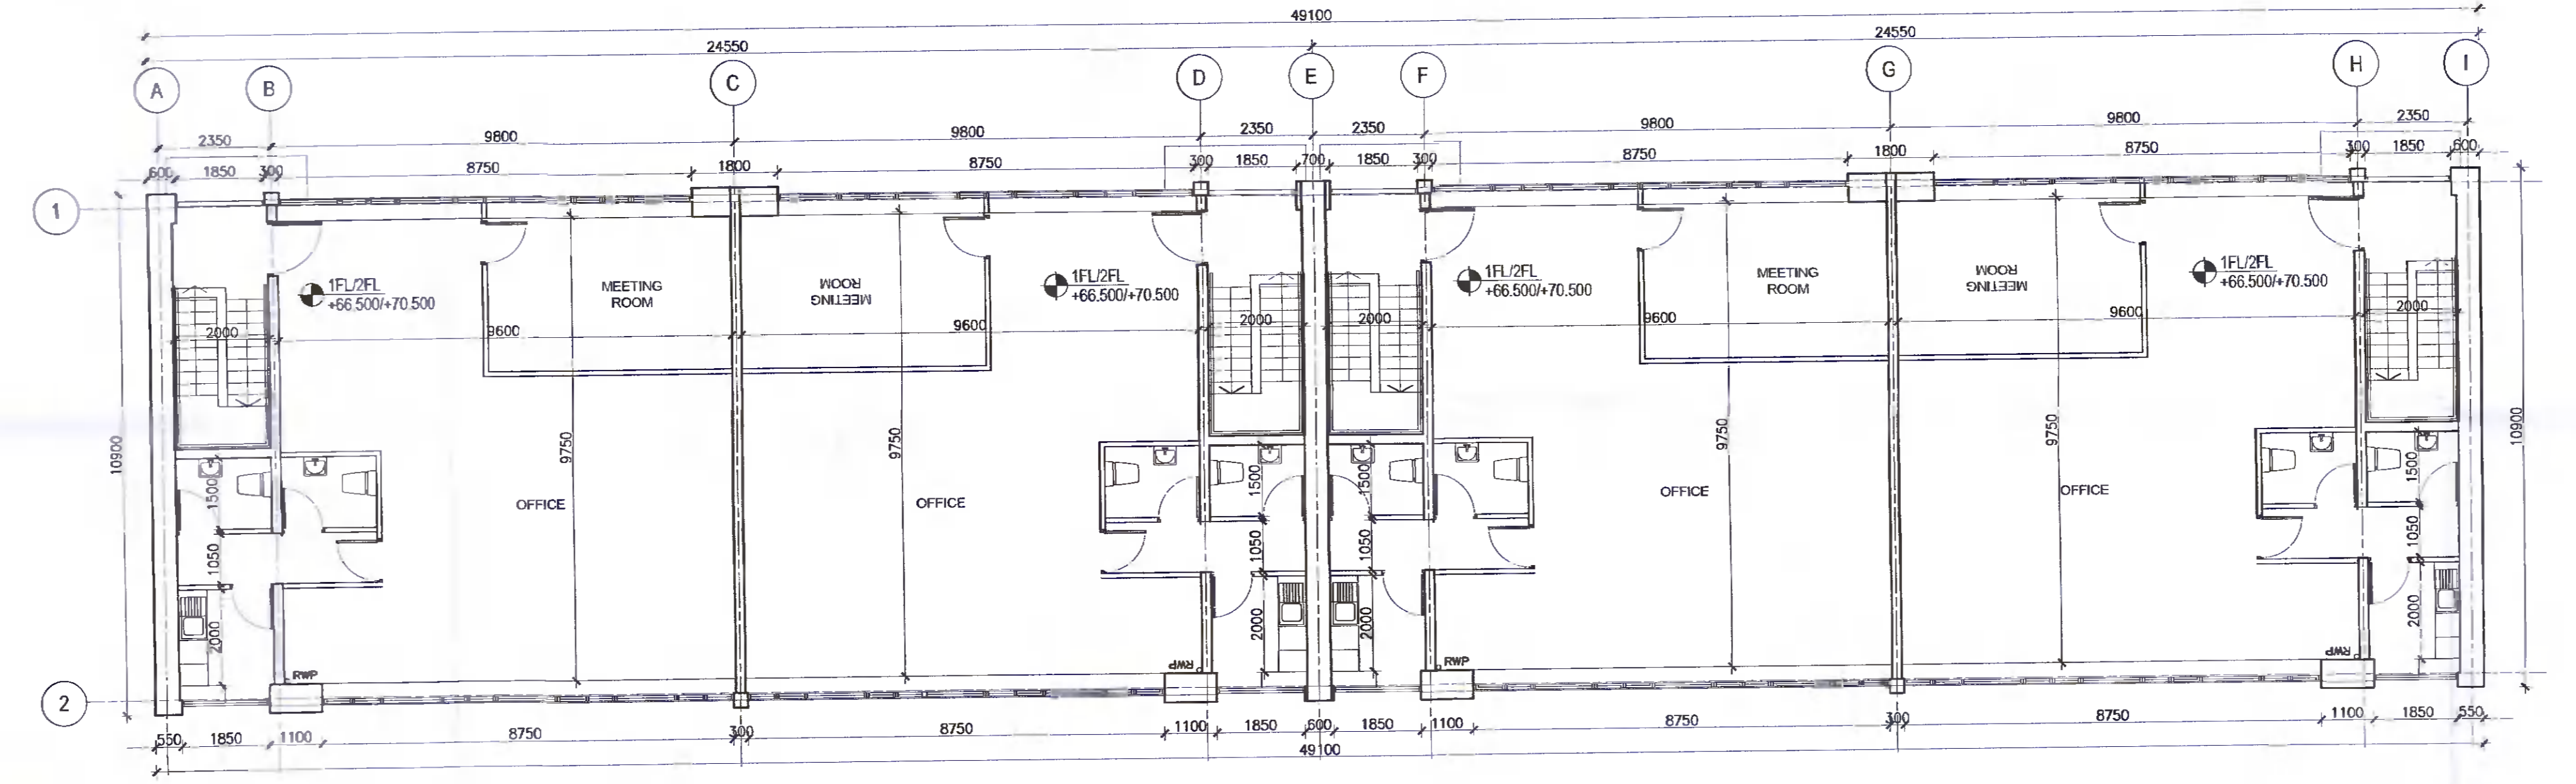 49100
24550
24550
A
B
C
D
E
F
G
H
I
2350
9800
9800
2350
2350
9800
9800
2350
600
1850
300
8750
1800
8750
300
1850
700
1850
300
8750
1800
8750
300
1850
600
1
1FL/2FL
+66.500/+70.500
MEETING
ROOM
MEETING
ROOM
1FL/2FL
+66.500/+70.500
1FL/2FL
+66.500/+70.500
MEETING
ROOM
MEETING
ROOM
1FL/2FL
+66.500/+70.500
2000
9600
9600
2000
2000
9600
9600
2000
10900
9750
9750
9750
9750
10900
OFFICE
OFFICE
OFFICE
OFFICE
1500
1500
1500
1500
1050
1050
1050
1050
2000
2000
2000
2000
RWP
RWP
RWP
RWP
2
550
1850
1100
8750
300
8750
1100
1850
600
1850
1100
8750
300
8750
1100
1850
550
49100